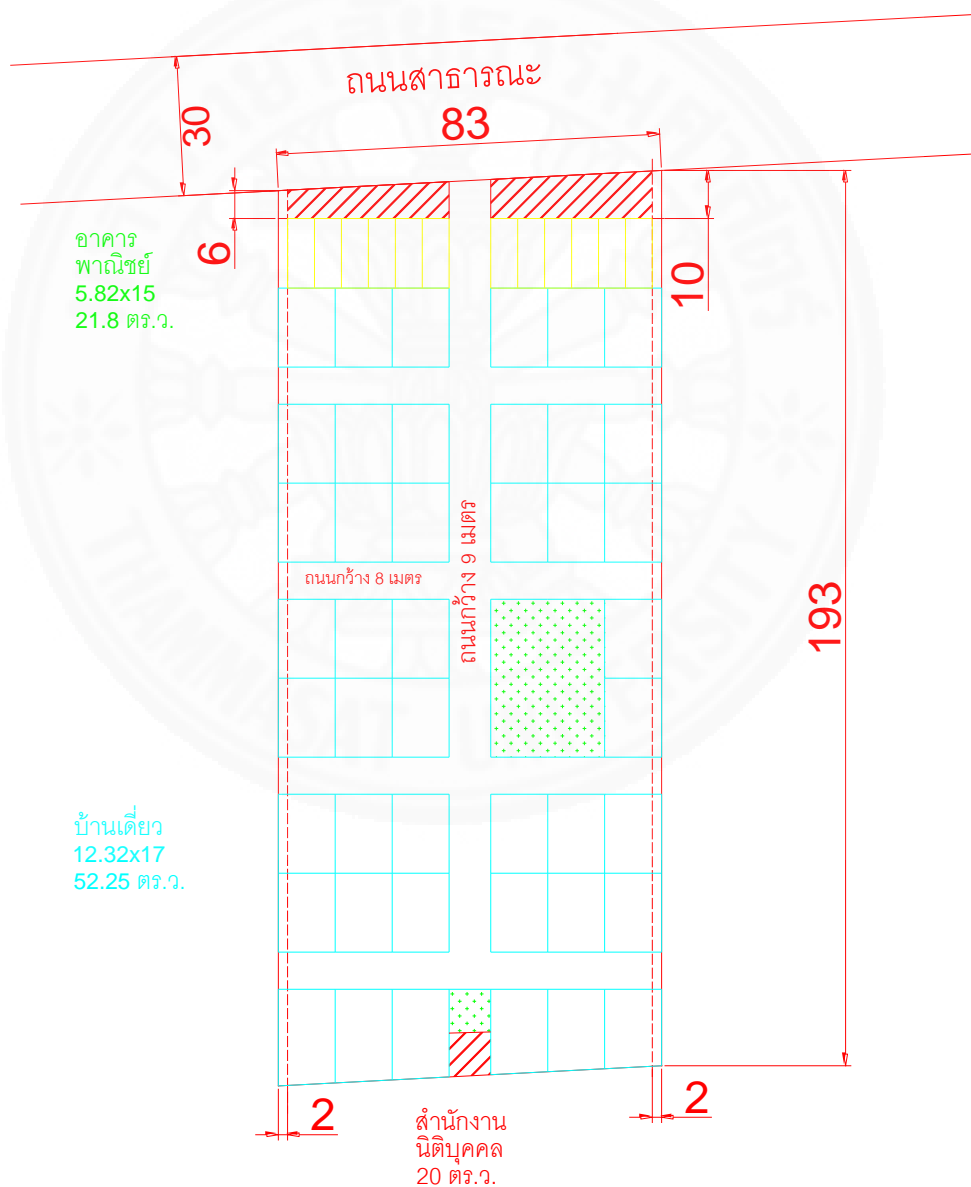 ถนนสาธารณะ
83
30
6
10
อาคาร
พาณิชย์
5.82x15
21.8 ตร.ว.
ถนนกว้าง 9 เมตร
ถนนกว้าง 8 เมตร
193
บ้านเดี่ยว
12.32x17
52.25 ตร.ว.
2
2
สำนักงาน
นิติบุคคล
20 ตร.ว.